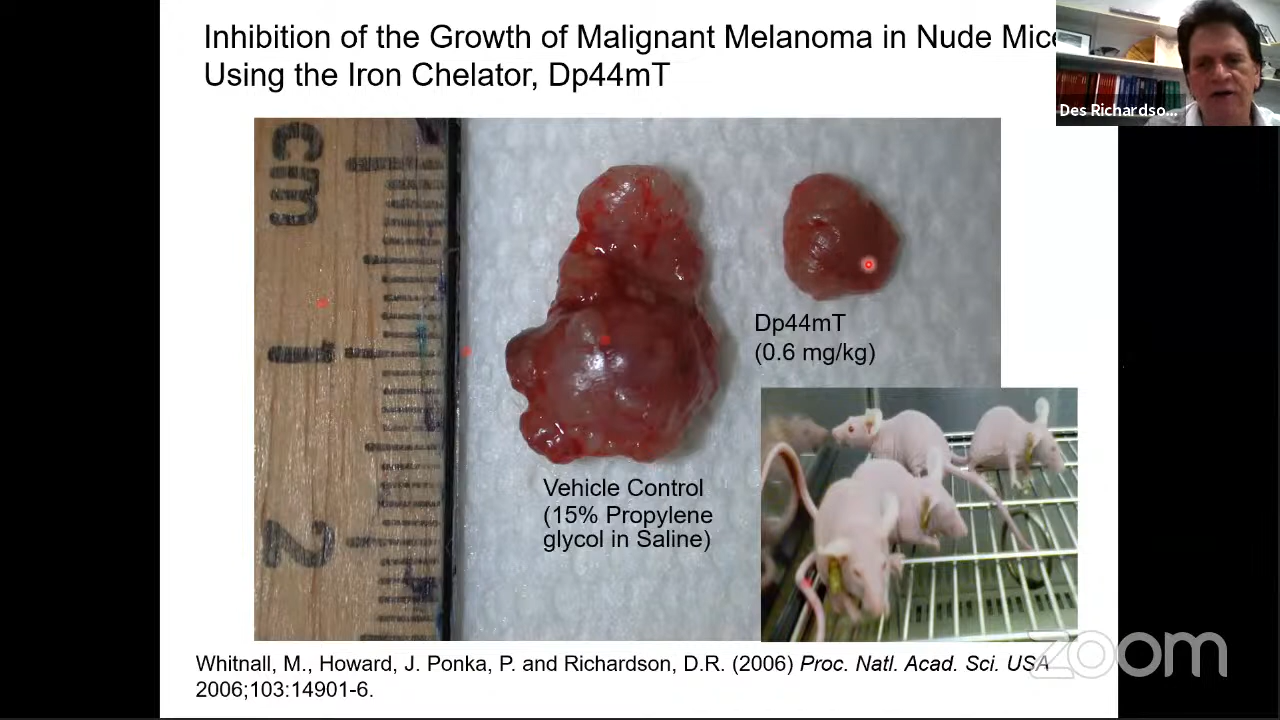 Inhibition of the Growth of Malignant Melanoma in Nude Mice
Using the Iron Chelator, Dp44mT
Des Richardso...
cm
1
2
Dp44mT
(0.6 mg/kg)
Vehicle Control
(15% Propylene
glycol in Saline)
Whitnall, M., Howard, J. Ponka, P. and Richardson, D.R. (2006) Proc. Natl. Acad. Sci. USA
2006;103:14901-6.
zoom